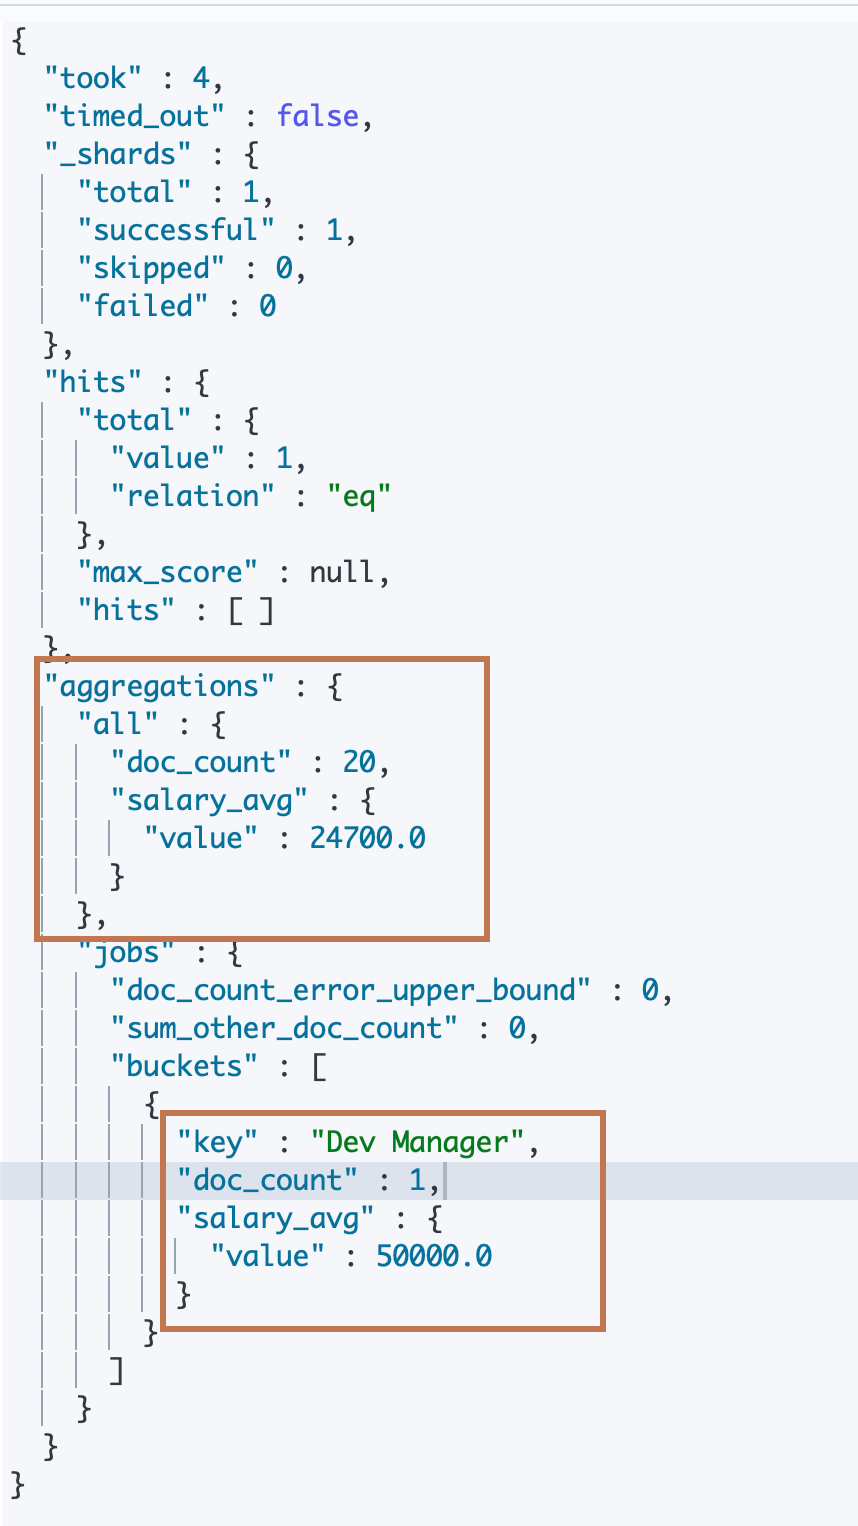 {
  "took" : 4,
  "timed_out" : false,
  "_shards" : {
    "total" : 1,
    "successful" : 1,
    "skipped" : 0,
    "failed" : 0
  },
  "hits" : {
    "total" : {
      "value" : 1,
      "relation" : "eq"
    },
    "max_score" : null,
    "hits" : [ ]
  },
  "aggregations" : {
    "all" : {
      "doc_count" : 20,
      "salary_avg" : {
        "value" : 24700.0
      }
    },
    "jobs" : {
      "doc_count_error_upper_bound" : 0,
      "sum_other_doc_count" : 0,
      "buckets" : [
        {
          "key" : "Dev Manager",
          "doc_count" : 1,
          "salary_avg" : {
            "value" : 50000.0
          }
        }
      ]
    }
  }
}